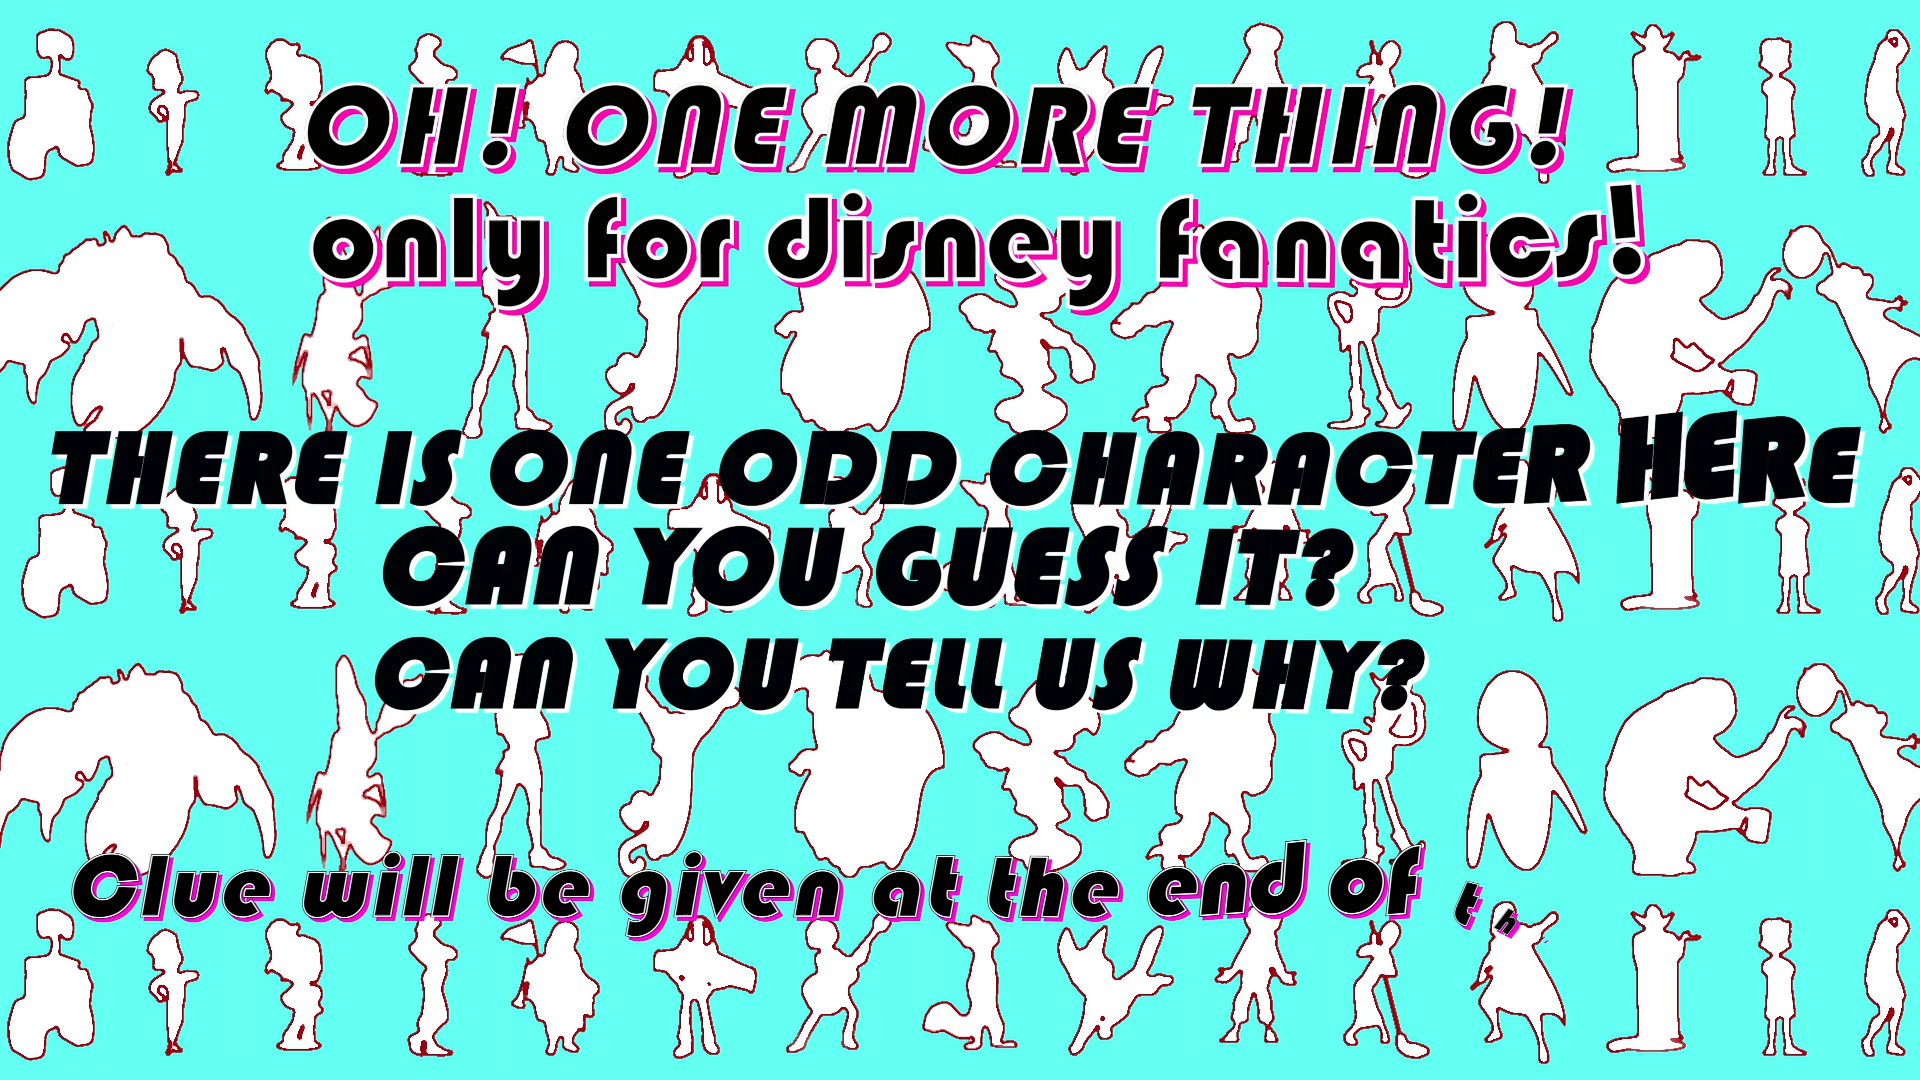 OH! ONE MORE THING!
only for disney fanatics!
THERE IS ONE ODD CHARACTER HERE
CAN YOU GUESS IT?
CAN YOU TELL US WHY?
Clue will be given at the end of th